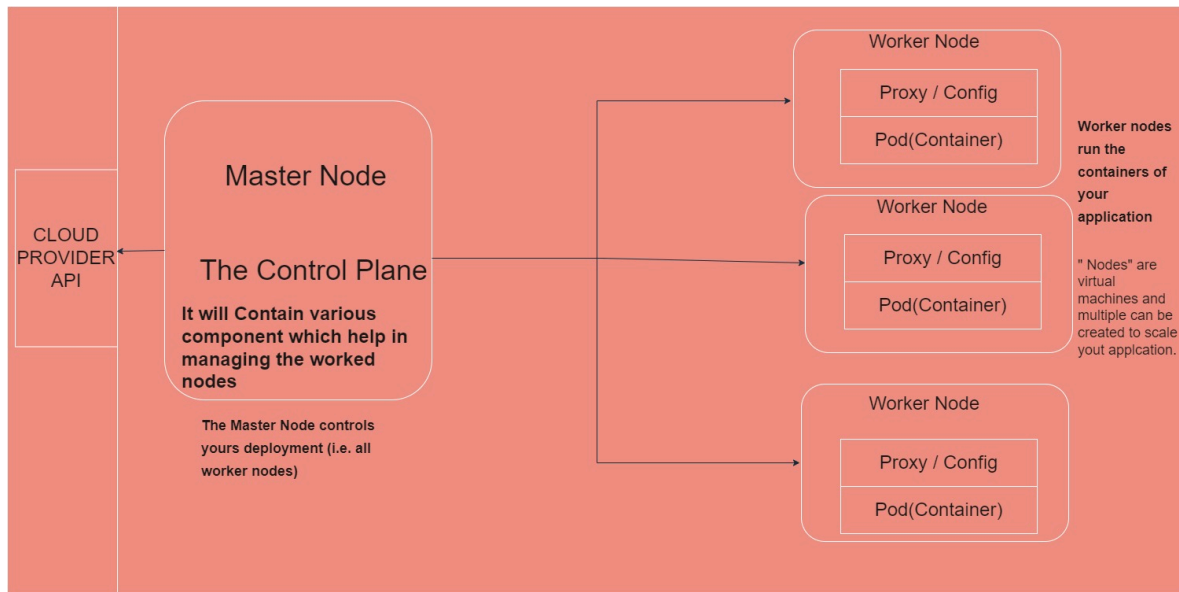 CLOUD
PROVIDER
API
Master Node
The Control Plane
It will Contain various
component which help in
managing the worked
nodes
The Master Node controls
yours deployment (i.e. all
worker nodes)
Worker Node
Proxy / Config
Pod(Container)
Worker Node
Proxy / Config
Pod(Container)
Worker Node
Proxy / Config
Pod(Container)
Worker nodes
run the
containers of
your
application
" Nodes" are
virtual
machines and
multiple can be
created to scale
yout applcation.